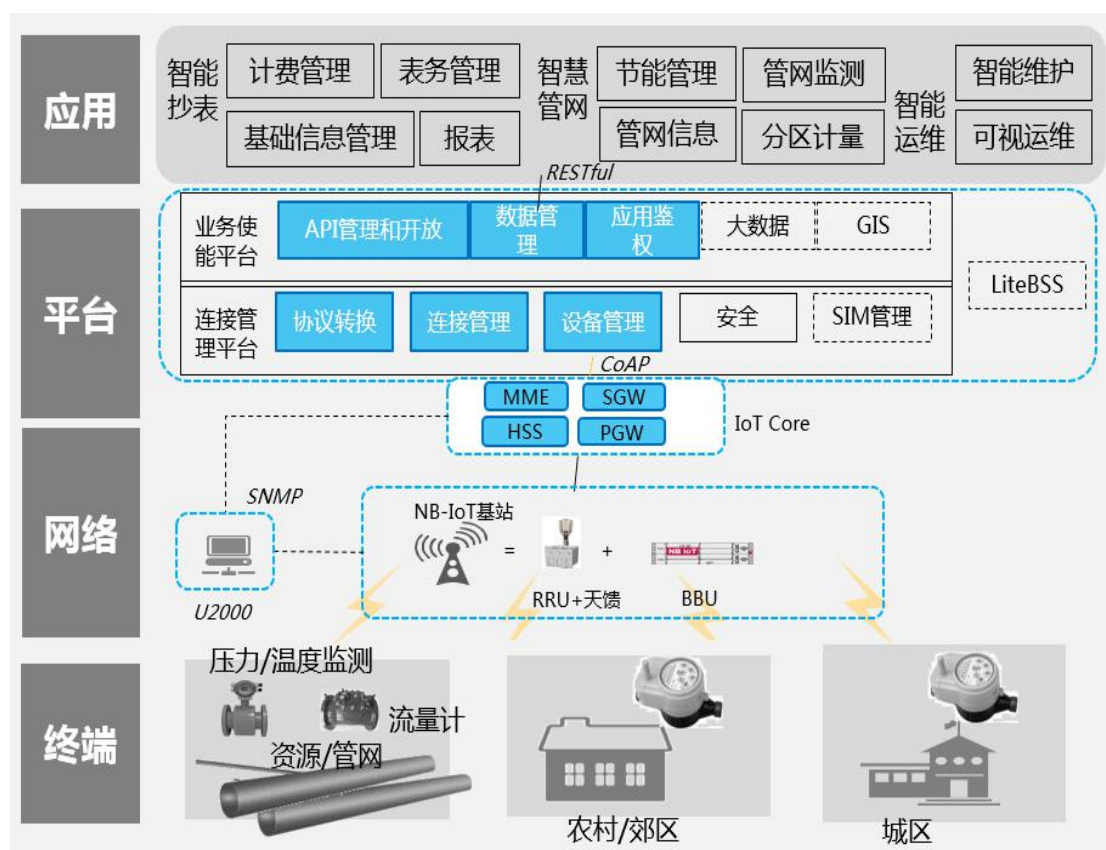 应用
智能
抄表
计费管理
表务管理
基础信息管理
报表
智慧
管网
节能管理
管网监测
管网信息
分区计量
智能
运维
智能维护
可视运维
RESTful
平台
业务使
能平台
API管理和开放
数据管
理
应用鉴
权
大数据
GIS
LiteBSS
连接管
理平台
协议转换
连接管理
设备管理
安全
SIM管理
CoAP
MME
SGW
HSS
PGW
IoT Core
网络
SNMP
U2000
NB-IoT基站
=
+
NB IoT
RRU+天馈
BBU
终端
压力/温度监测
流量计
资源/管网
农村/郊区
城区